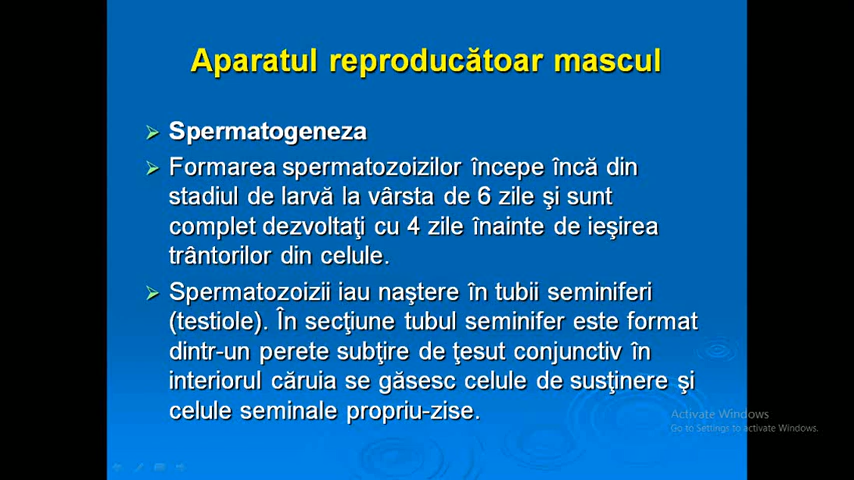 Aparatul reproducătoar mascul
Spermatogeneza
Formarea spermatozoizilor începe încă din
stadiul de larvă la vârsta de 6 zile şi sunt
complet dezvoltaţi cu 4 zile înainte de ieşirea
trântorilor din celule.
Spermatozoizii iau naştere în tubii seminiferi
(testiole). În secţiune tubul seminifer este format
dintr-un perete subţire de ţesut conjunctiv în
interiorul căruia se găsesc celule de susţinere şi
celule seminale propriu-zise.
Activate Windows
Go to Settings to activate Windows.